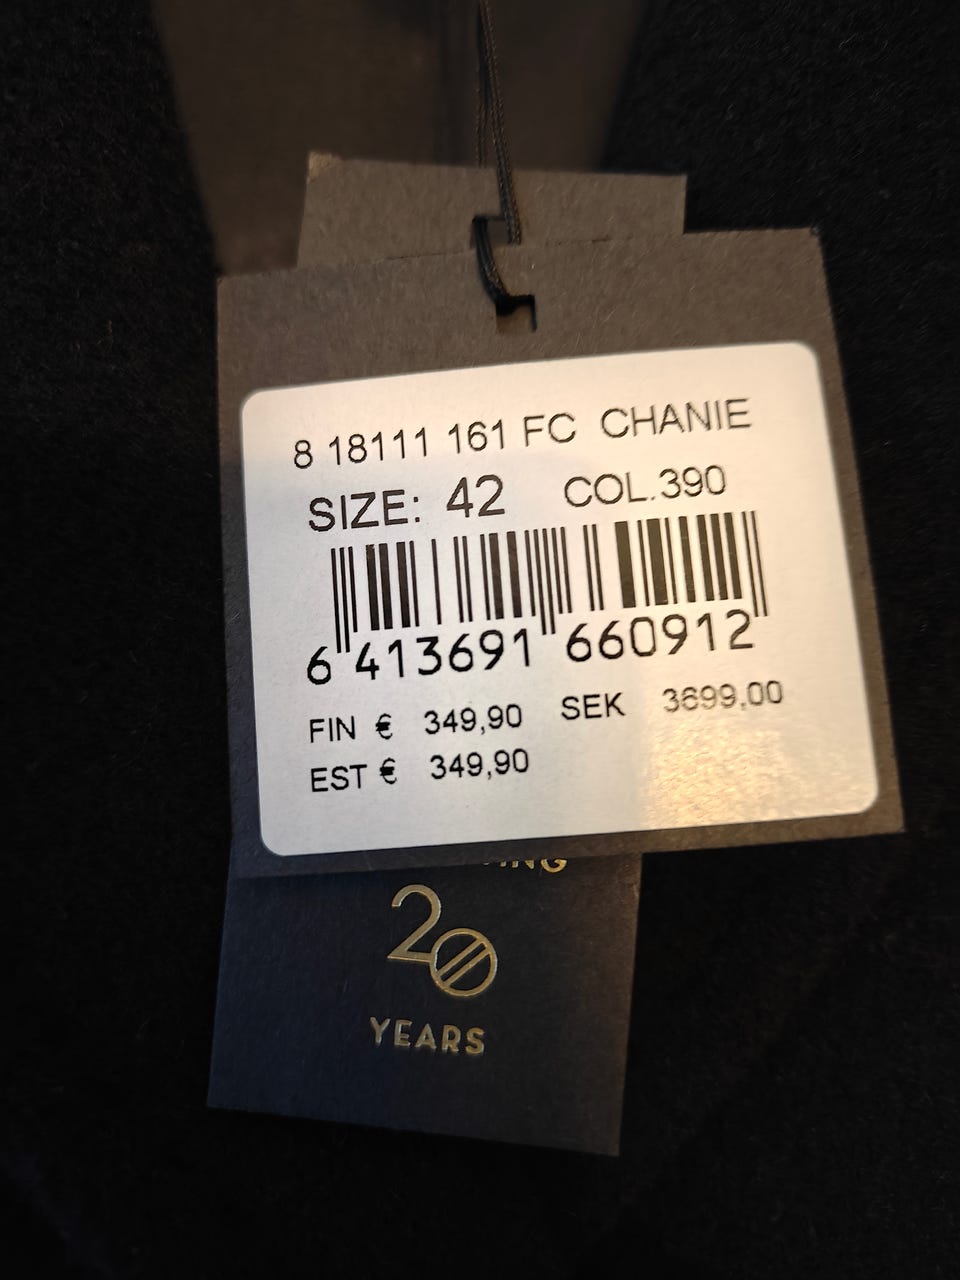 8 18111 161 FC CHANIE
SIZE: 42 COL.390
6 413691 660912
FIN € 349,90 SEK 3699,00
EST € 349,90
20
YEARS